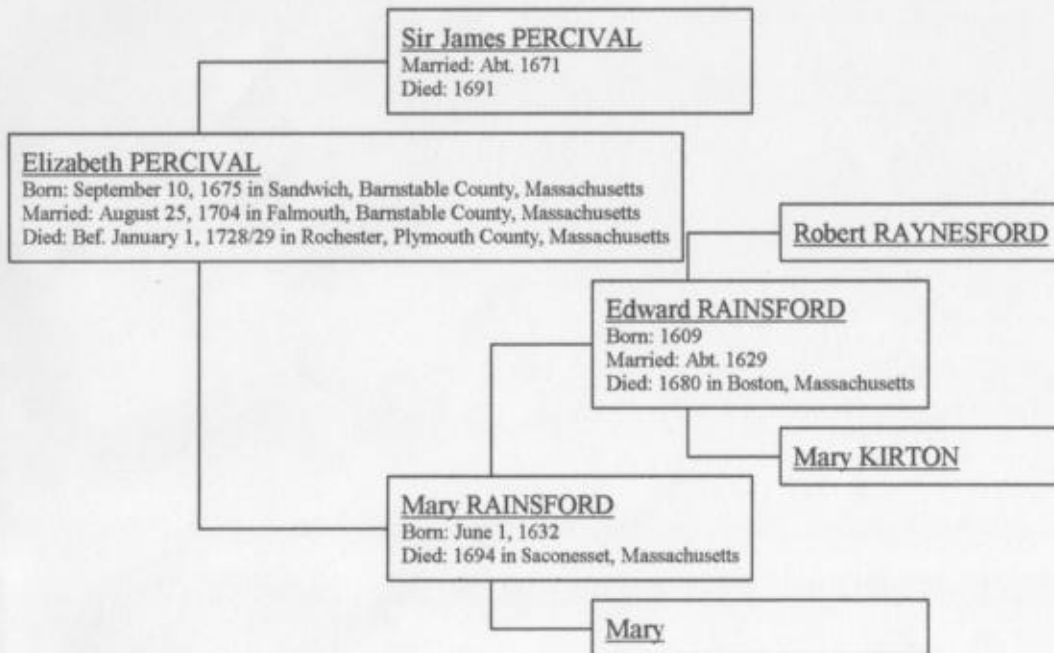 Sir James PERCIVAL
Married: Abt. 1671
Died: 1691
Elizabeth PERCIVAL
Born: September 10, 1675 in Sandwich, Barnstable County, Massachusetts
Married: August 25, 1704 in Falmouth, Barnstable County, Massachusetts
Died: Bef. January 1, 1728/29 in Rochester, Plymouth County, Massachusetts
Robert RAYNESFORD
Edward RAINSFORD
Born: 1609
Married: Abt. 1629
Died: 1680 in Boston, Massachusetts
Mary KIRTON
Mary RAINSFORD
Born: June 1, 1632
Died: 1694 in Saconesset, Massachusetts
Mary